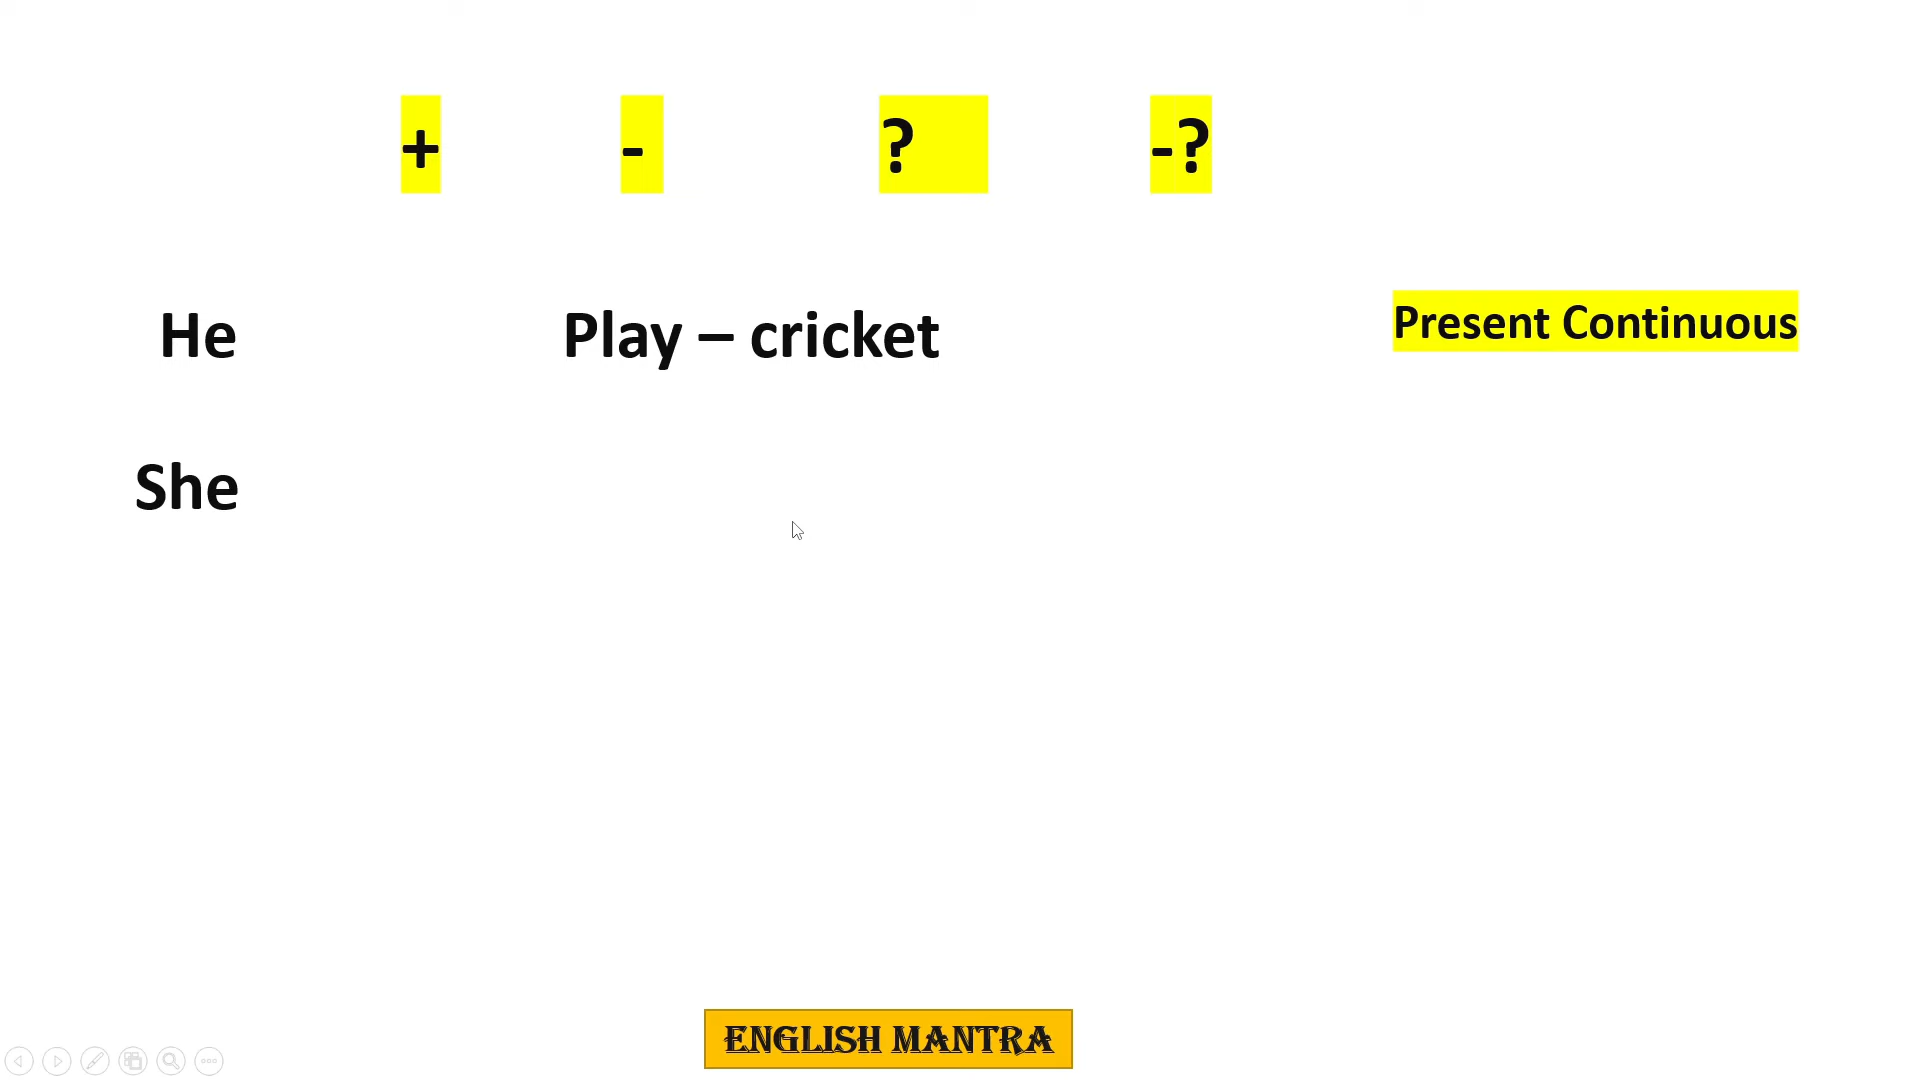 + - ? -?
He Play – cricket Present Continuous
She
ENGLISH MANTRA